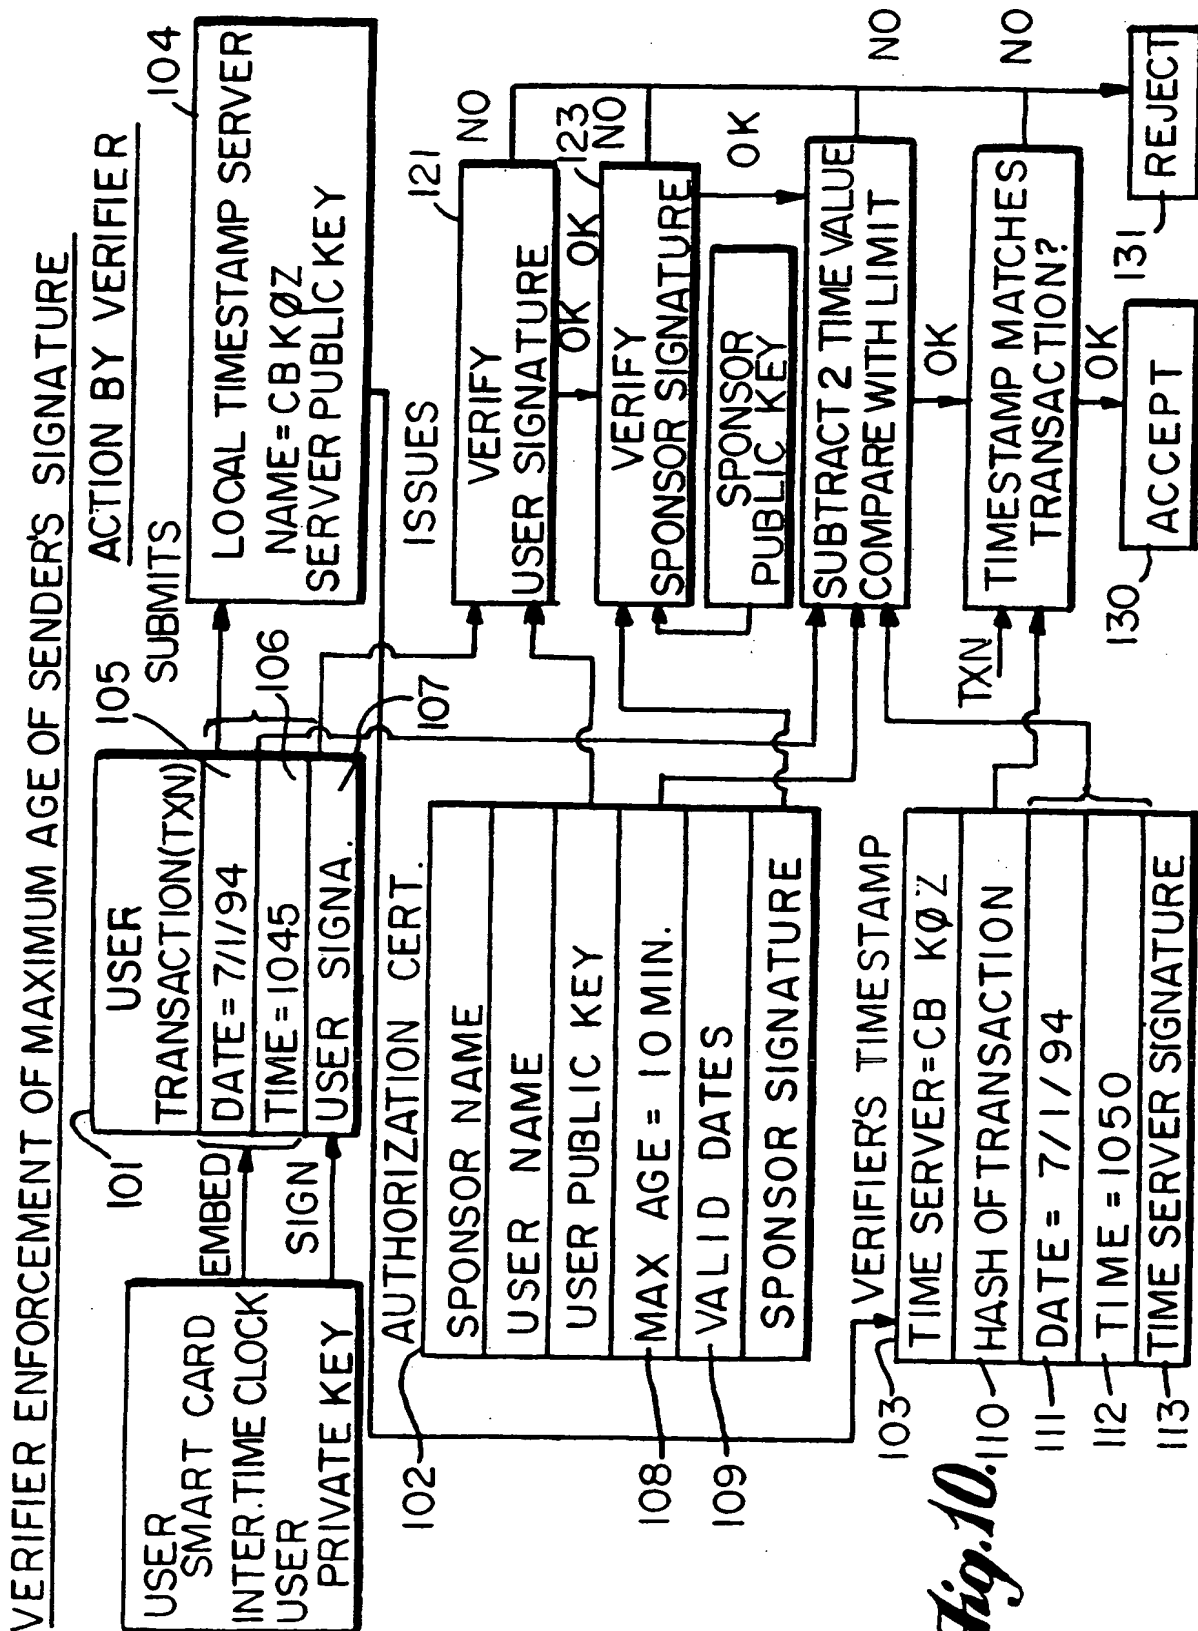 VERIFIER ENFORCEMENT OF MAXIMUM AGE OF SENDER'S SIGNATURE
ACTION BY VERIFIER
USER
SMART CARD
INTER. TIME CLOCK
USER
PRIVATE KEY
EMBED
SIGN
101
USER
TRANSACTION(TXN)
DATE = 7/1/94
TIME = 1045
USER SIGNA.
105
106
107
SUBMITS
104
LOCAL TIMESTAMP SERVER
NAME = CB KØZ
SERVER PUBLIC KEY
ISSUES
102
AUTHORIZATION CERT.
SPONSOR NAME
USER NAME
USER PUBLIC KEY
MAX AGE = 10 MIN.
VALID DATES
SPONSOR SIGNATURE
108
109
121
VERIFY
USER SIGNATURE
NO
OK
OK
123
NO
VERIFY
SPONSOR SIGNATURE
OK
SPONSOR
PUBLIC KEY
SUBTRACT 2 TIME VALUE
COMPARE WITH LIMIT
NO
OK
103
VERIFIER'S TIMESTAMP
TIME SERVER = CB KØZ
HASH OF TRANSACTION
DATE = 7/1/94
TIME = 1050
TIME SERVER SIGNATURE
110
111
112
113
TXN
TIMESTAMP MATCHES
TRANSACTION?
NO
OK
130
ACCEPT
131
REJECT
Fig. 10.